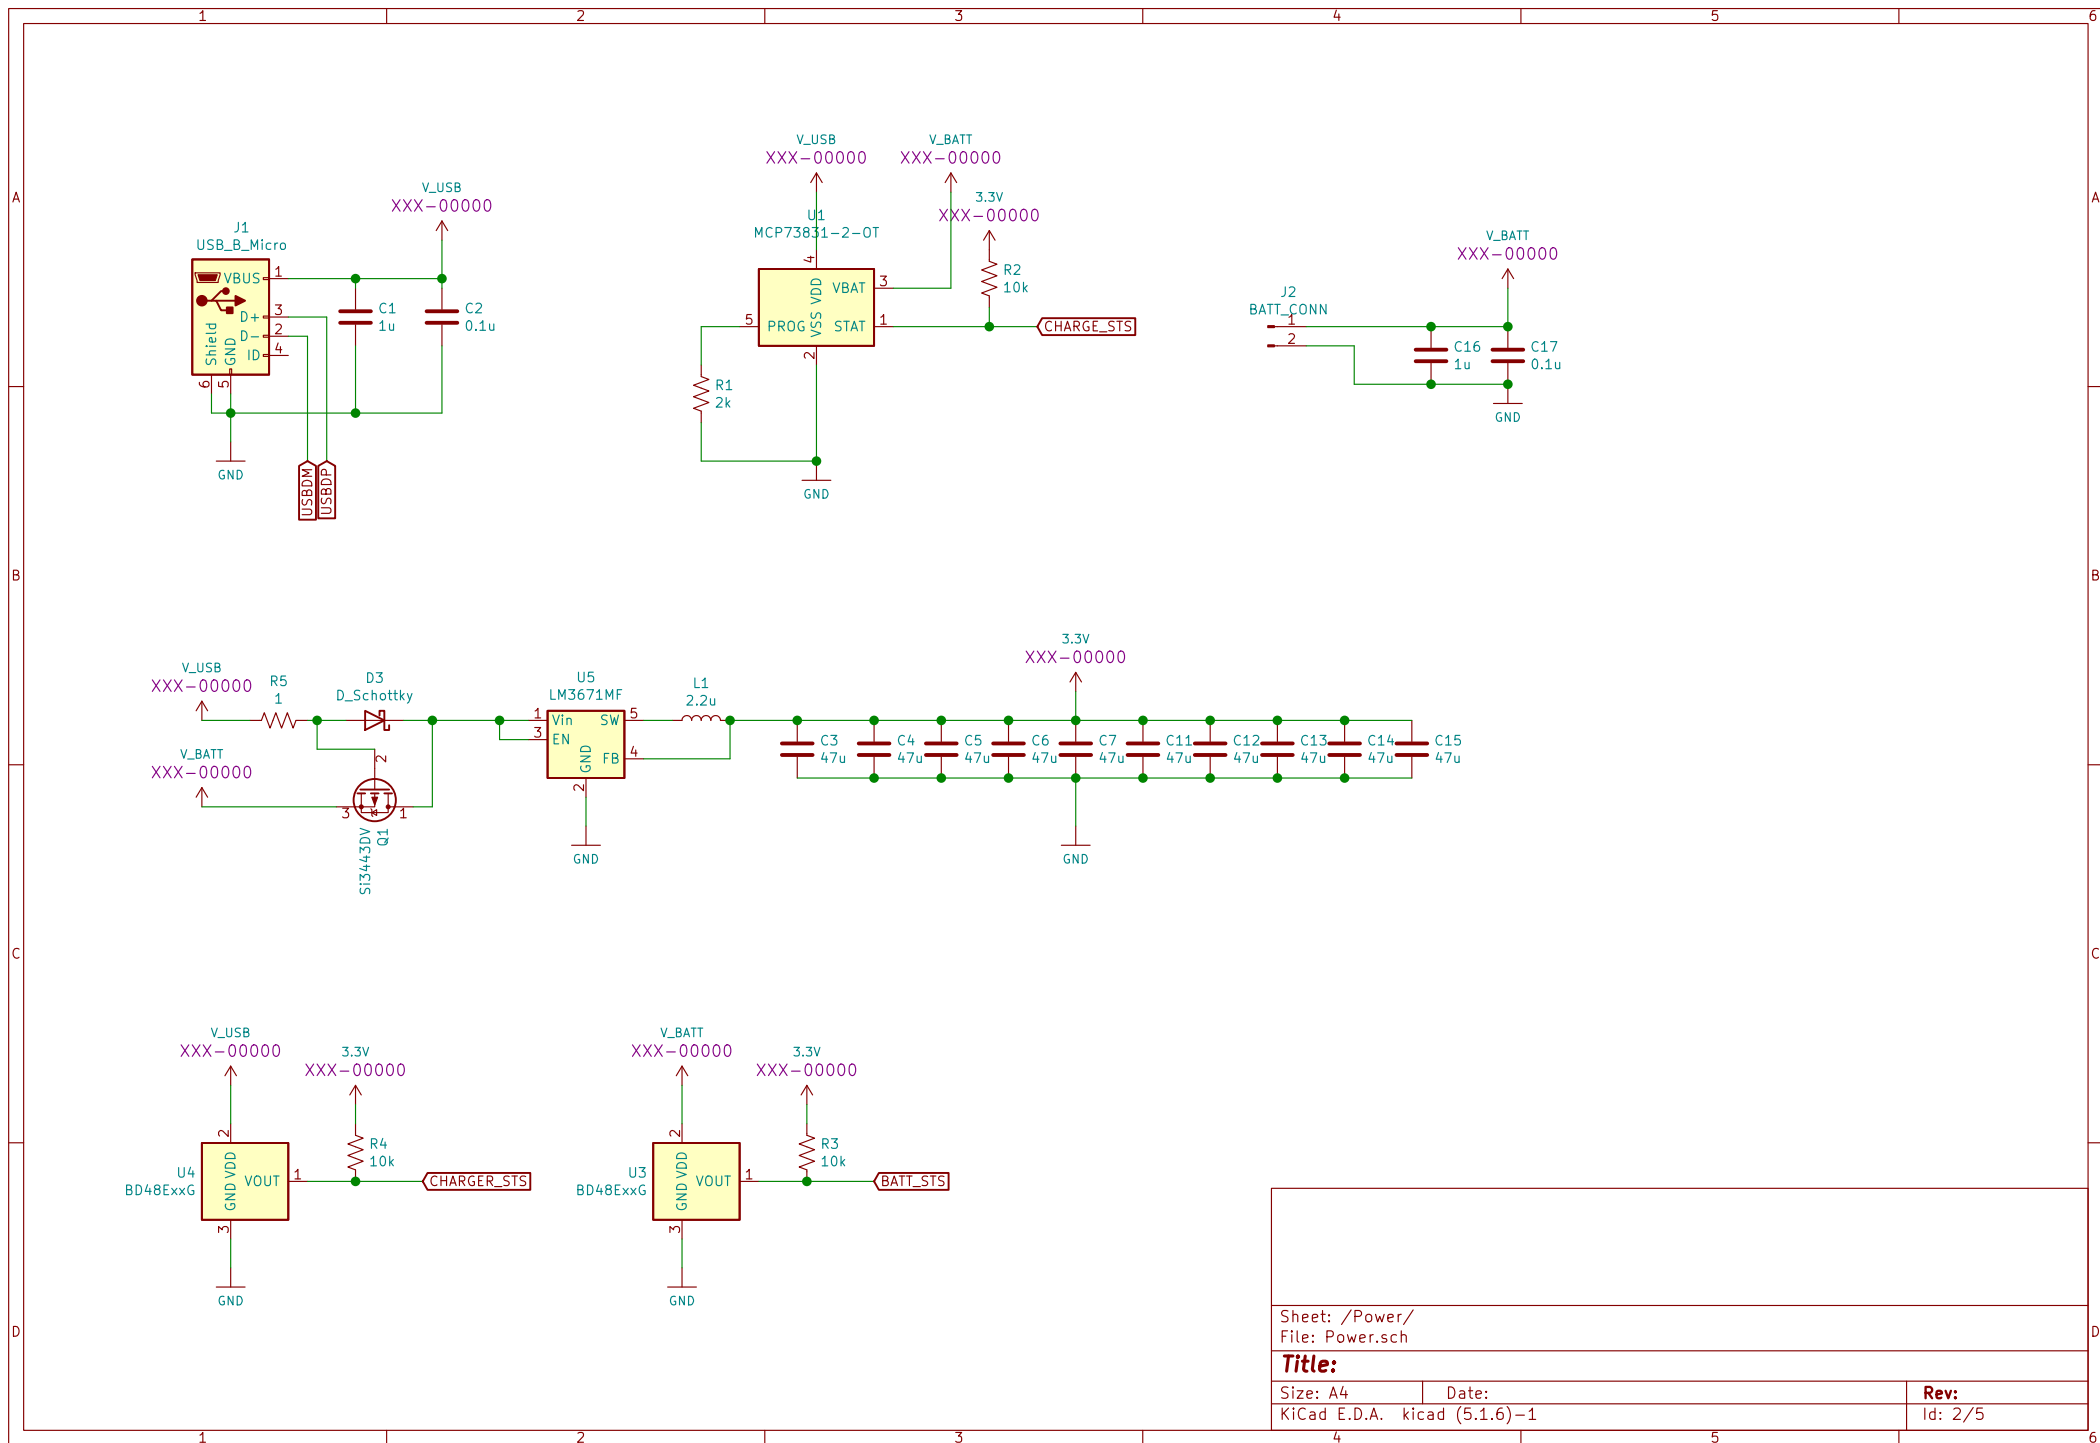 1 2 3 4 5 6
A
B
C
D
A
B
C
D
J1
USB_B_Micro
VBUS 1
D+ 3
D- 2
ID 4
Shield
GND
6
5
GND
USBDM
USBDP
C1
1u
C2
0.1u
V_USB
XXX-00000
V_USB
XXX-00000
V_BATT
XXX-00000
3.3V
XXX-00000
U1
MCP73831-2-OT
4
VDD
VBAT 3
5 PROG
STAT 1
VSS
2
R2
10k
CHARGE_STS
R1
2k
GND
V_BATT
XXX-00000
J2
BATT_CONN
1
2
C16
1u
C17
0.1u
GND
V_USB
XXX-00000
R5
1
D3
D_Schottky
V_BATT
XXX-00000
2
3
1
Si3443DV
Q1
U5
LM3671MF
1 Vin
SW 5
3 EN
GND
FB 4
2
GND
L1
2.2u
3.3V
XXX-00000
C3
47u
C4
47u
C5
47u
C6
47u
C7
47u
C11
47u
C12
47u
C13
47u
C14
47u
C15
47u
GND
V_USB
XXX-00000
3.3V
XXX-00000
U4
BD48ExxG
2
VDD
VOUT 1
GND
3
R4
10k
CHARGER_STS
GND
V_BATT
XXX-00000
3.3V
XXX-00000
U3
BD48ExxG
2
VDD
VOUT 1
GND
3
R3
10k
BATT_STS
GND
Sheet: /Power/
File: Power.sch
Title:
Size: A4 Date: Rev:
KiCad E.D.A. kicad (5.1.6)-1 Id: 2/5
1 2 3 4 5 6